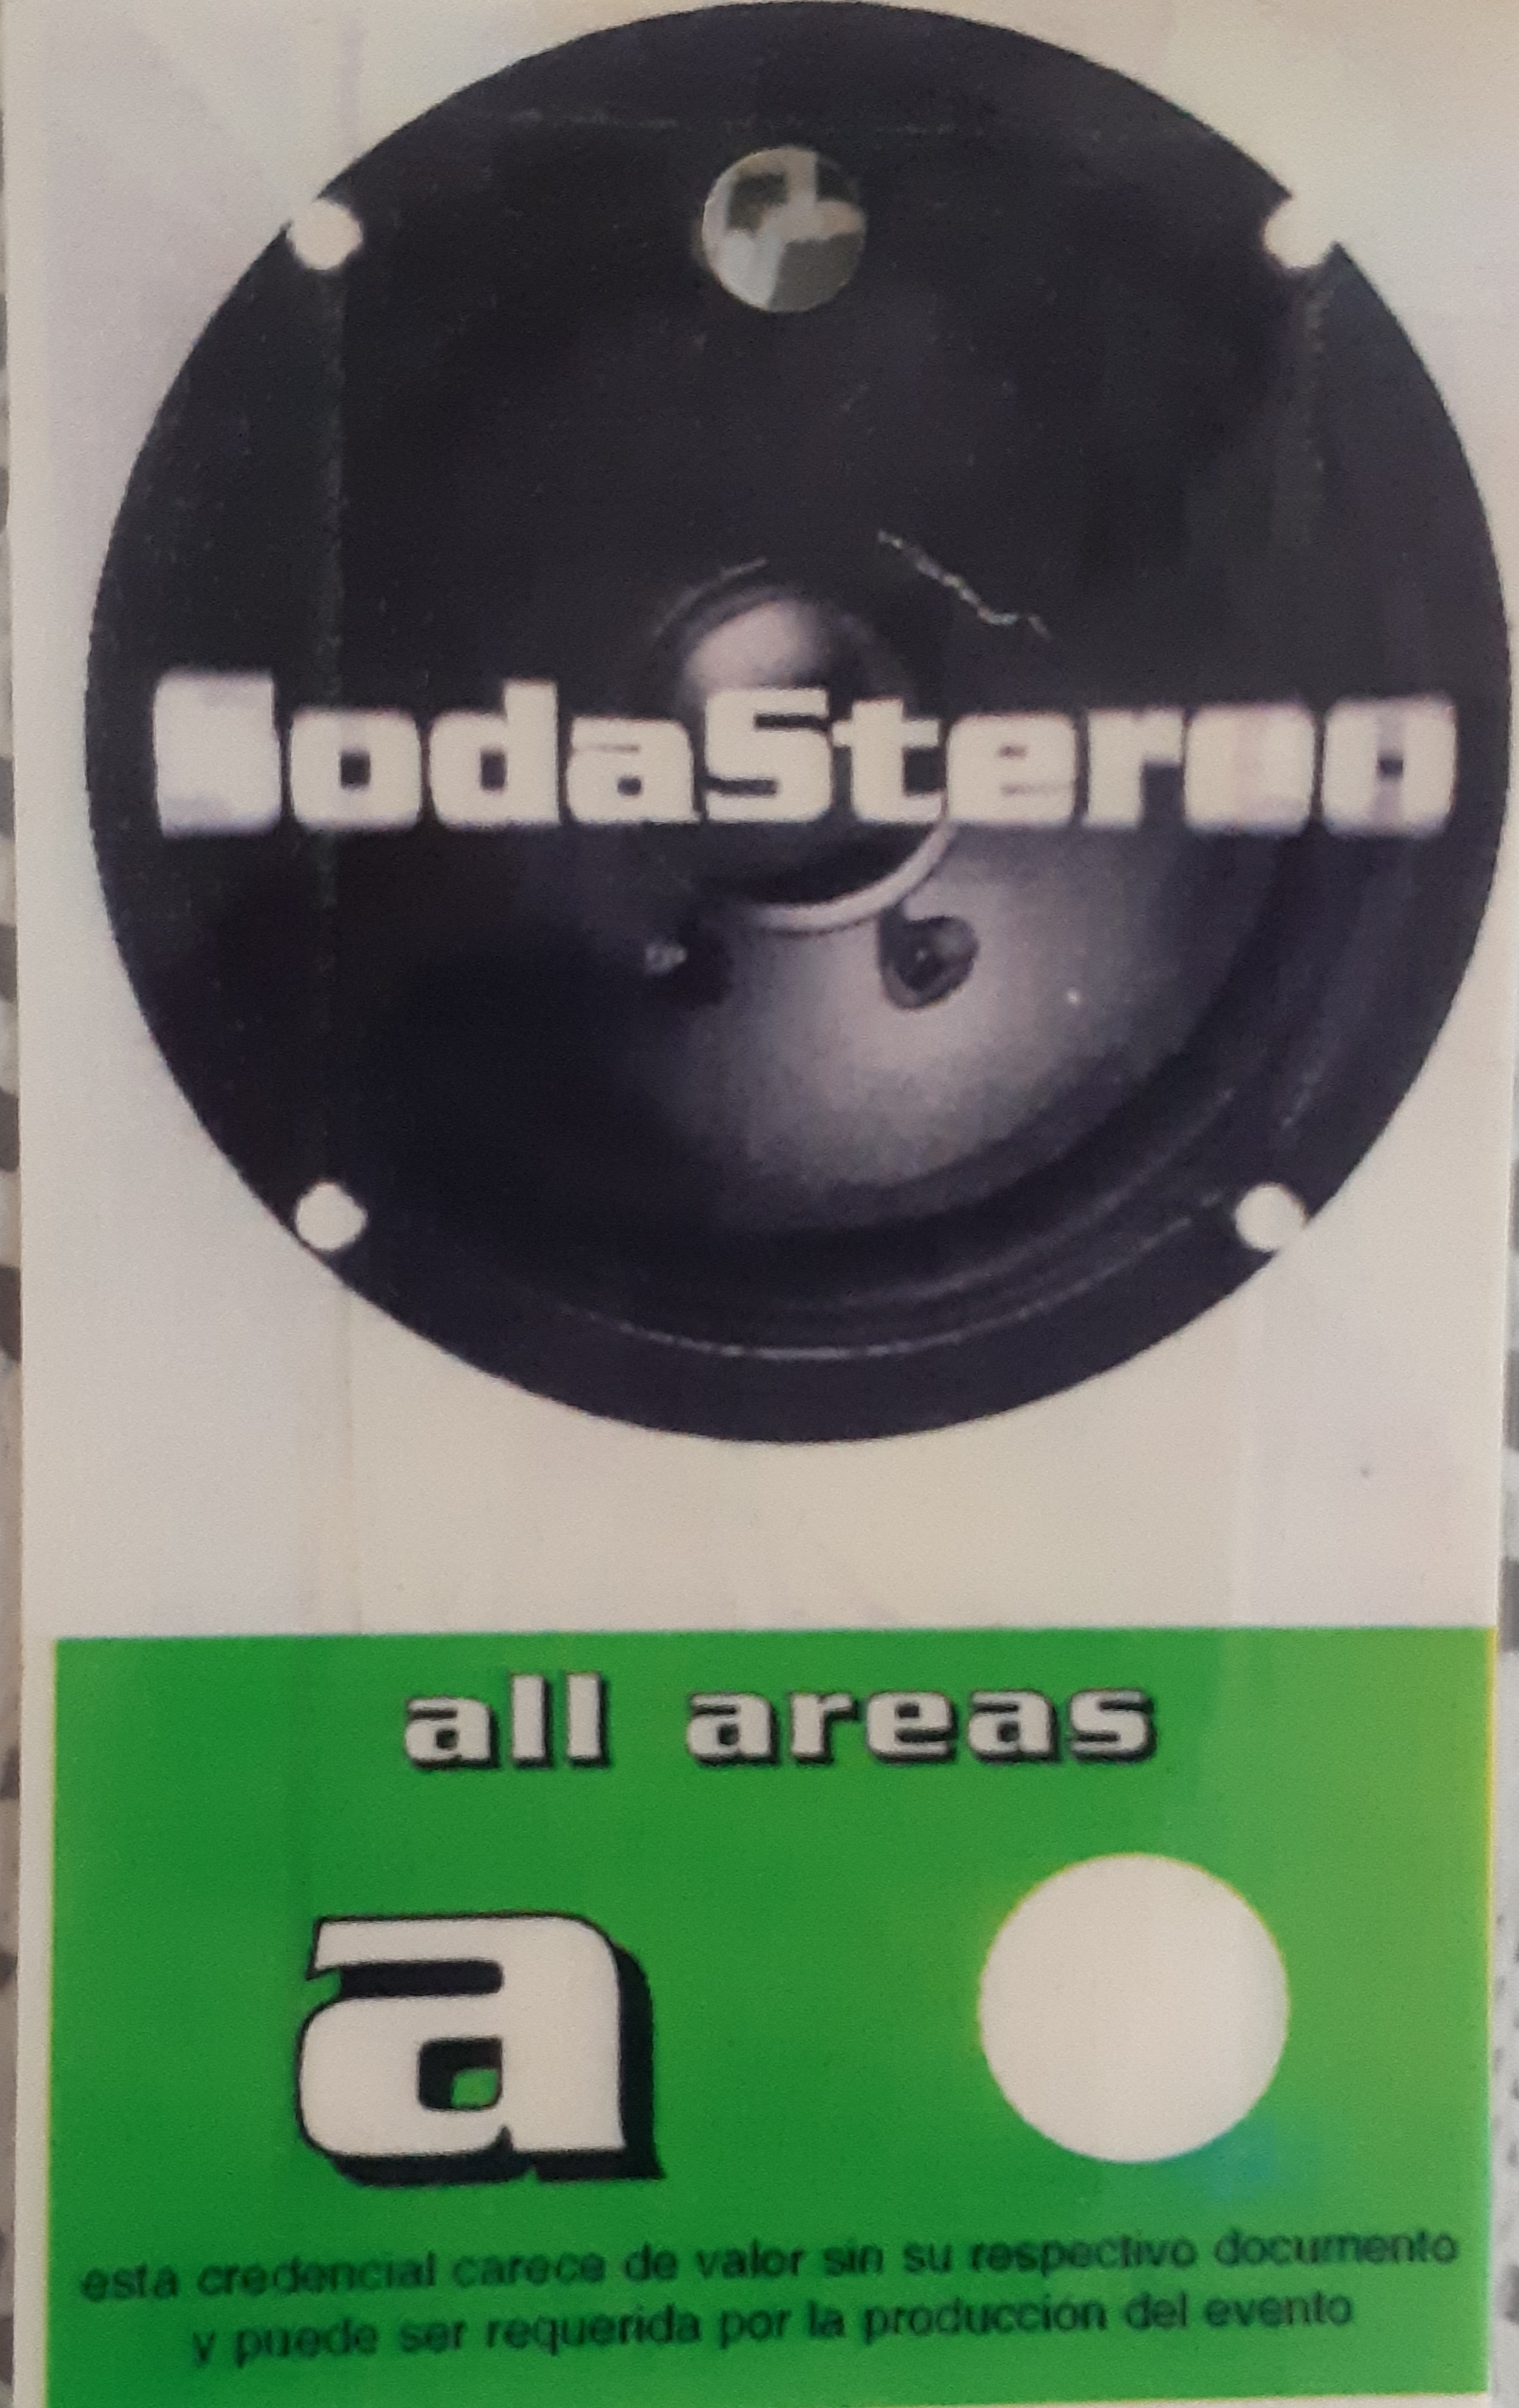 SodaStereo
all areas
a
esta credencial carece de valor sin su respectivo documento
y puede ser requerida por la producción del evento